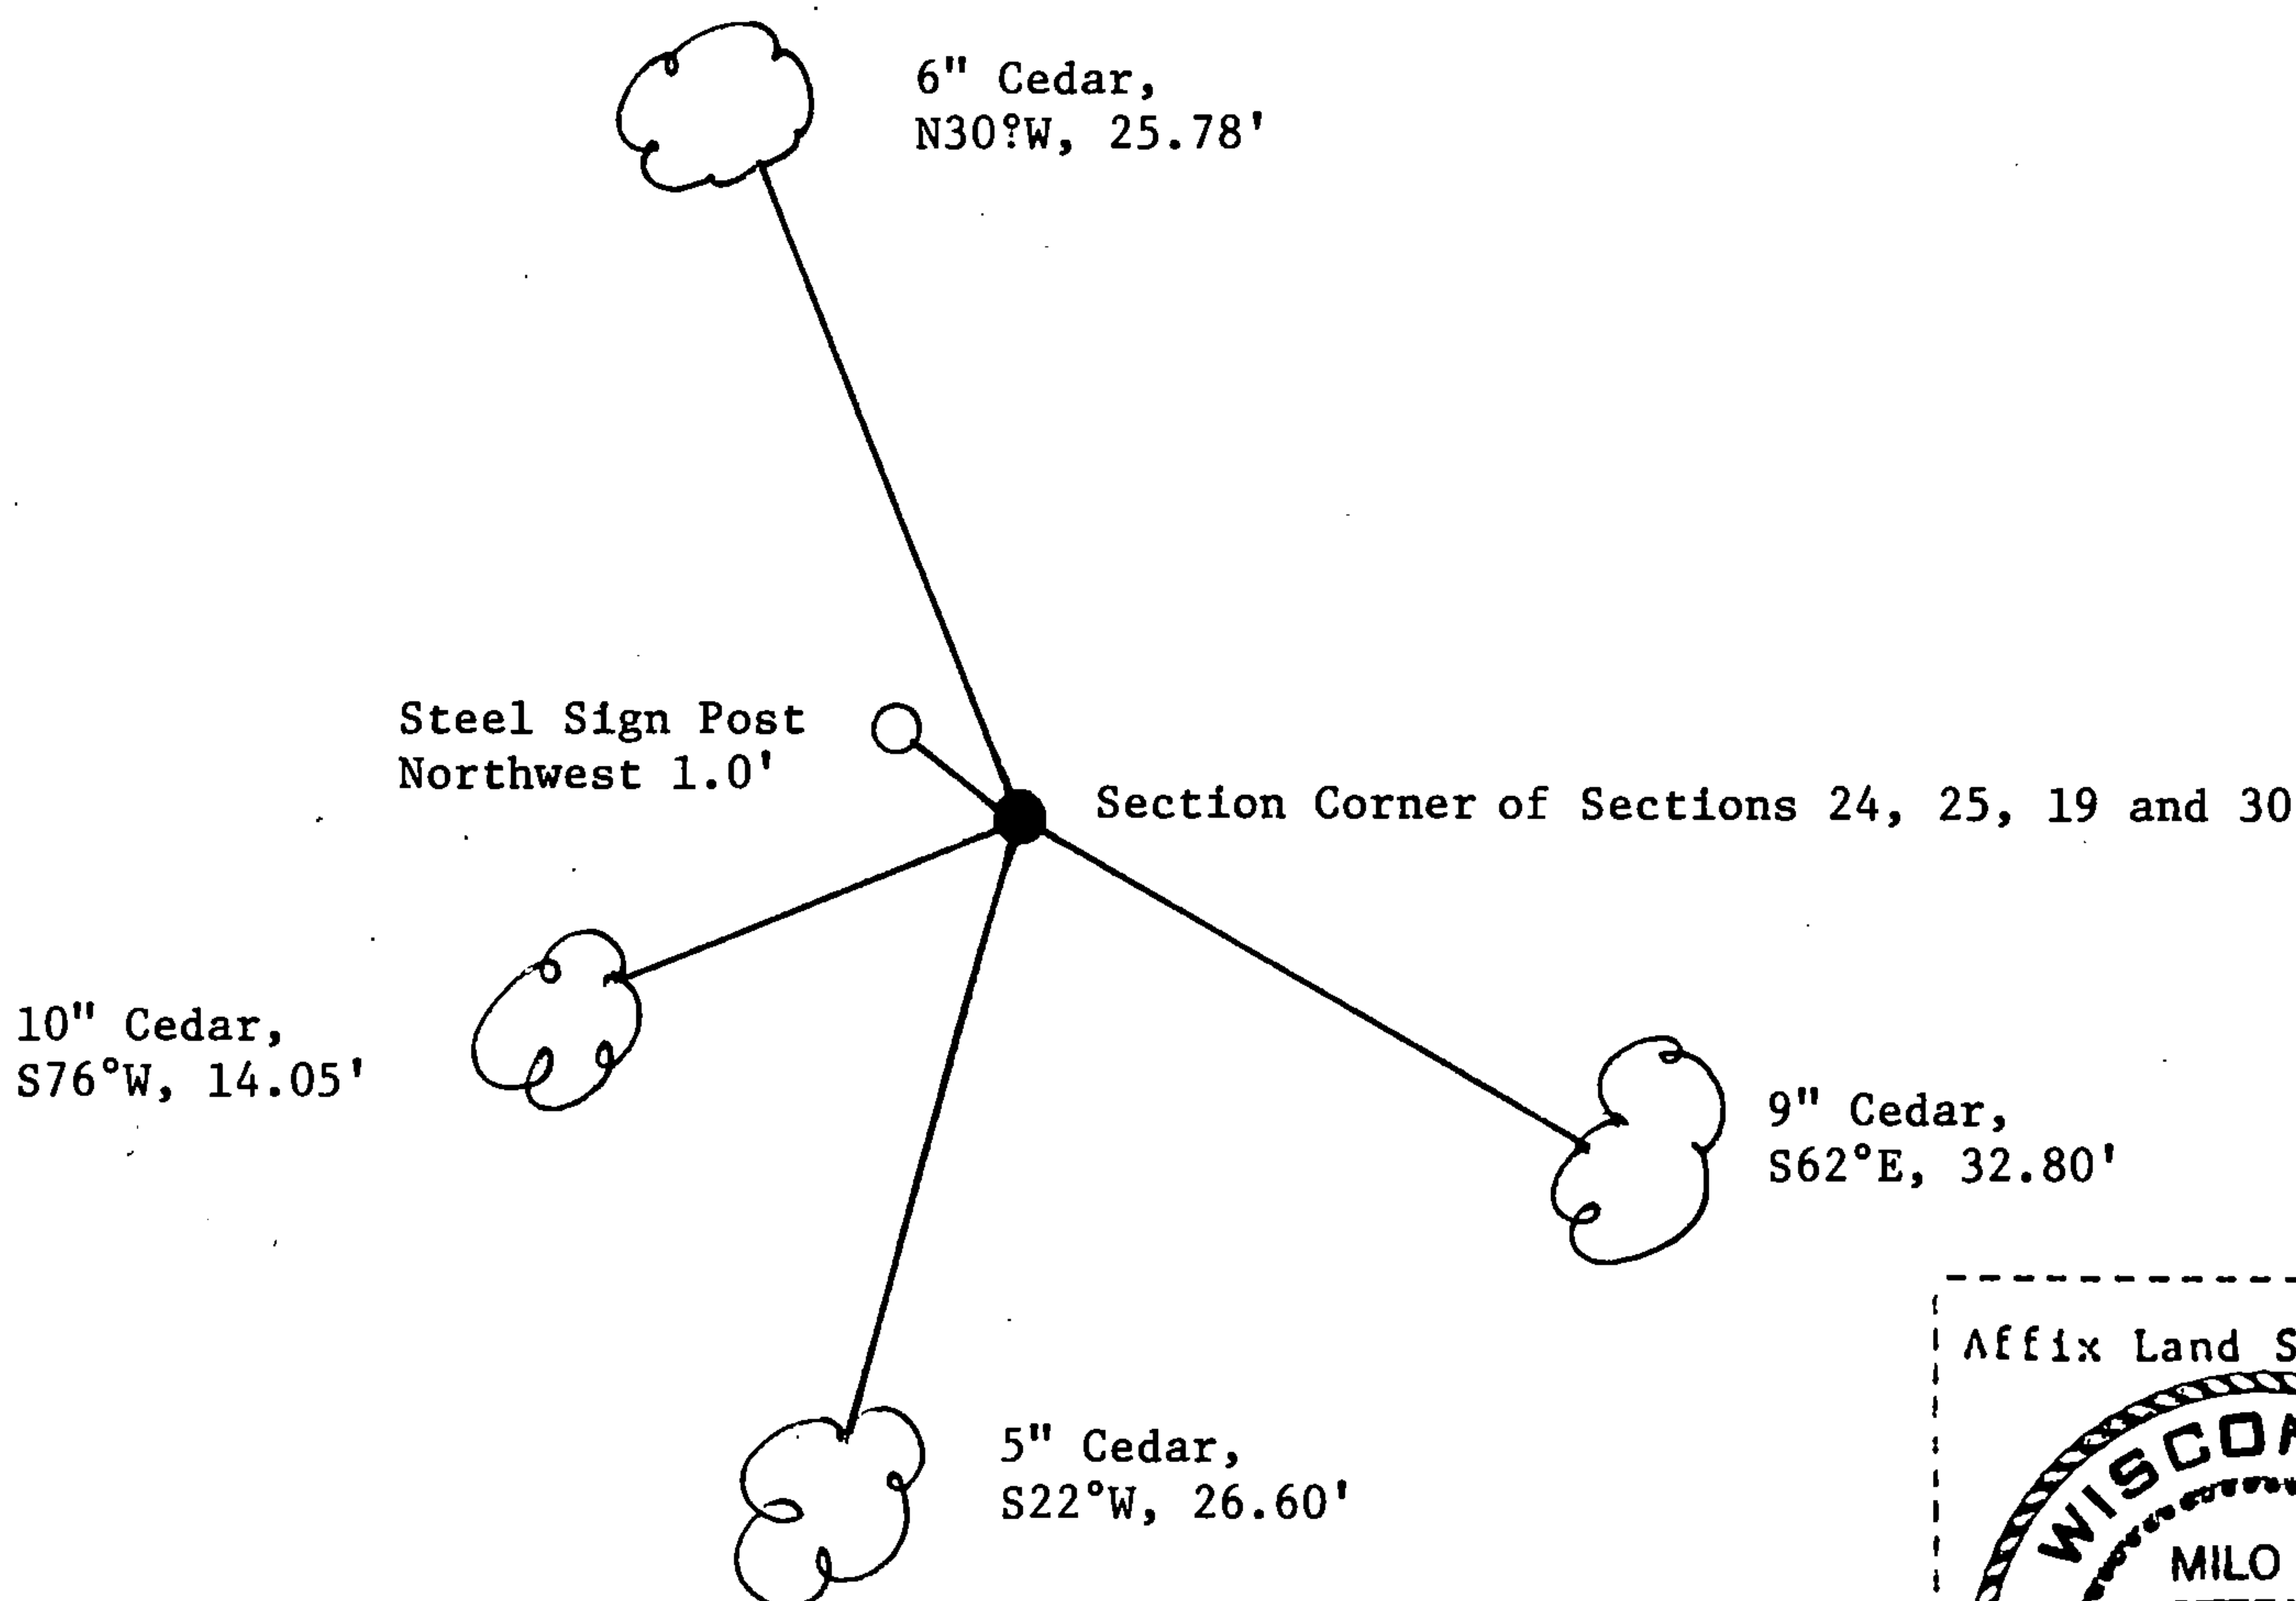 6" Cedar,
N30°W, 25.78'
Steel Sign Post
Northwest 1.0'
Section Corner of Sections 24, 25, 19 and 30
10" Cedar,
S76°W, 14.05'
9" Cedar,
S62°E, 32.80'
5" Cedar,
S22°W, 26.60'
Affix Land S
WISCO
MILO